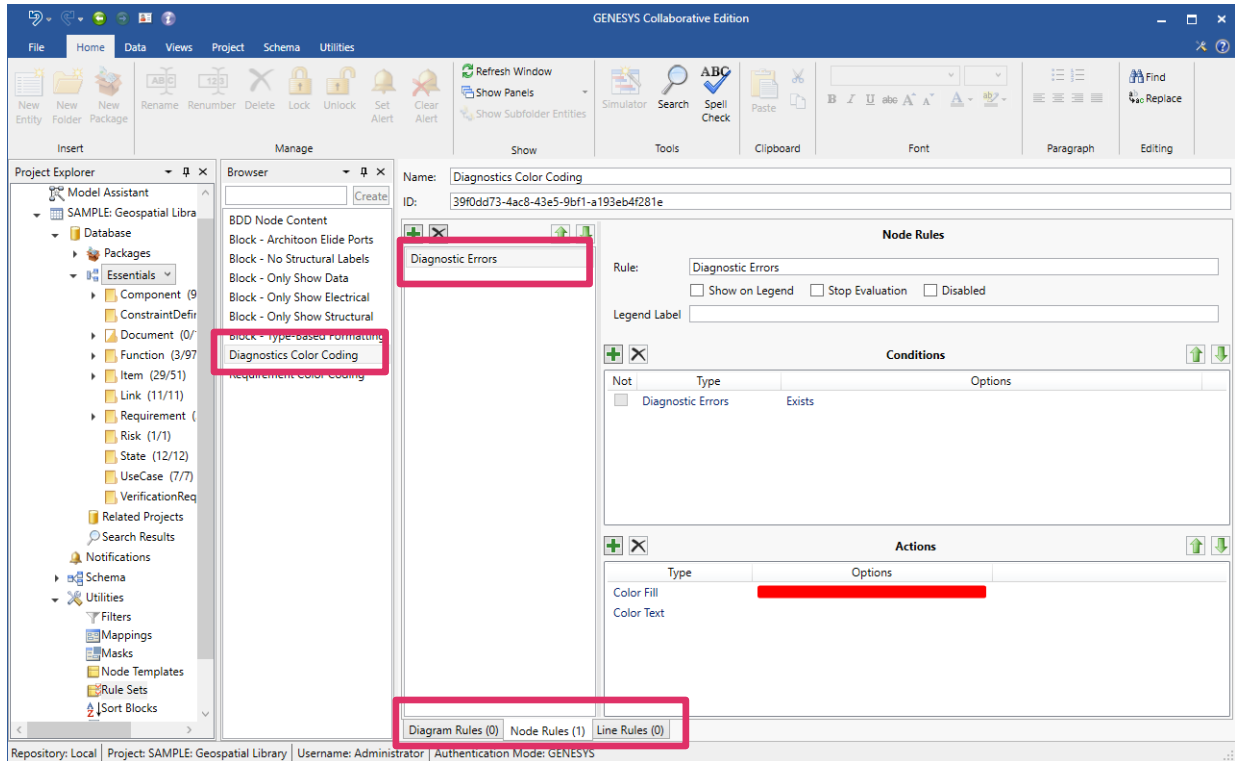 GENESYS Collaborative Edition
File Home Data Views Project Schema Utilities
New Entity
New Folder
New Package
Rename
Renumber
Delete
Lock
Unlock
Set Alert
Clear Alert
Refresh Window
Show Panels
Show Subfolder Entities
Simulator
Search
ABC
Spell Check
Paste
B I U abc A A A ab
Find
Replace
Insert Manage Show Tools Clipboard Font Paragraph Editing
Project Explorer
Model Assistant
SAMPLE: Geospatial Libra
Database
Packages
Essentials
Component (9
ConstraintDefir
Document (0/
Function (3/97
Item (29/51)
Link (11/11)
Requirement (
Risk (1/1)
State (12/12)
UseCase (7/7)
VerificationReq
Related Projects
Search Results
Notifications
Schema
Utilities
Filters
Mappings
Masks
Node Templates
Rule Sets
Sort Blocks
Browser
Create
BDD Node Content
Block - Architoon Elide Ports
Block - No Structural Labels
Block - Only Show Data
Block - Only Show Electrical
Block - Only Show Structural
Block - Type-Based Formatting
Diagnostics Color Coding
Requirement Color Coding
Name: Diagnostics Color Coding
ID: 39f0dd73-4ac8-43e5-9bf1-a193eb4f281e
Diagnostic Errors
Node Rules
Rule: Diagnostic Errors
Show on Legend Stop Evaluation Disabled
Legend Label
Conditions
Not Type Options
Diagnostic Errors Exists
Actions
Type Options
Color Fill
Color Text
Diagram Rules (0) Node Rules (1) Line Rules (0)
Repository: Local Project: SAMPLE: Geospatial Library Username: Administrator Authentication Mode: GENESYS